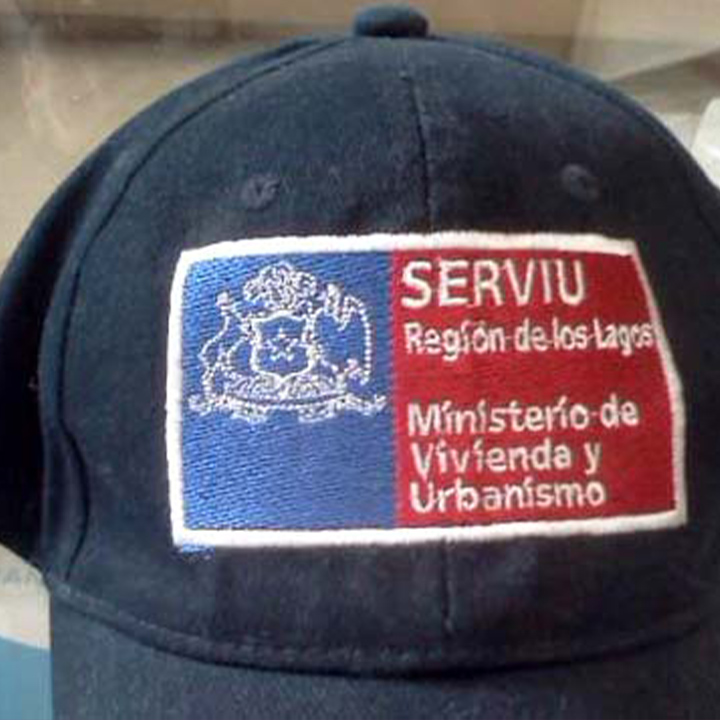 SERVIU
Región de los Lagos
Ministerio de
Vivienda y
Urbanismo